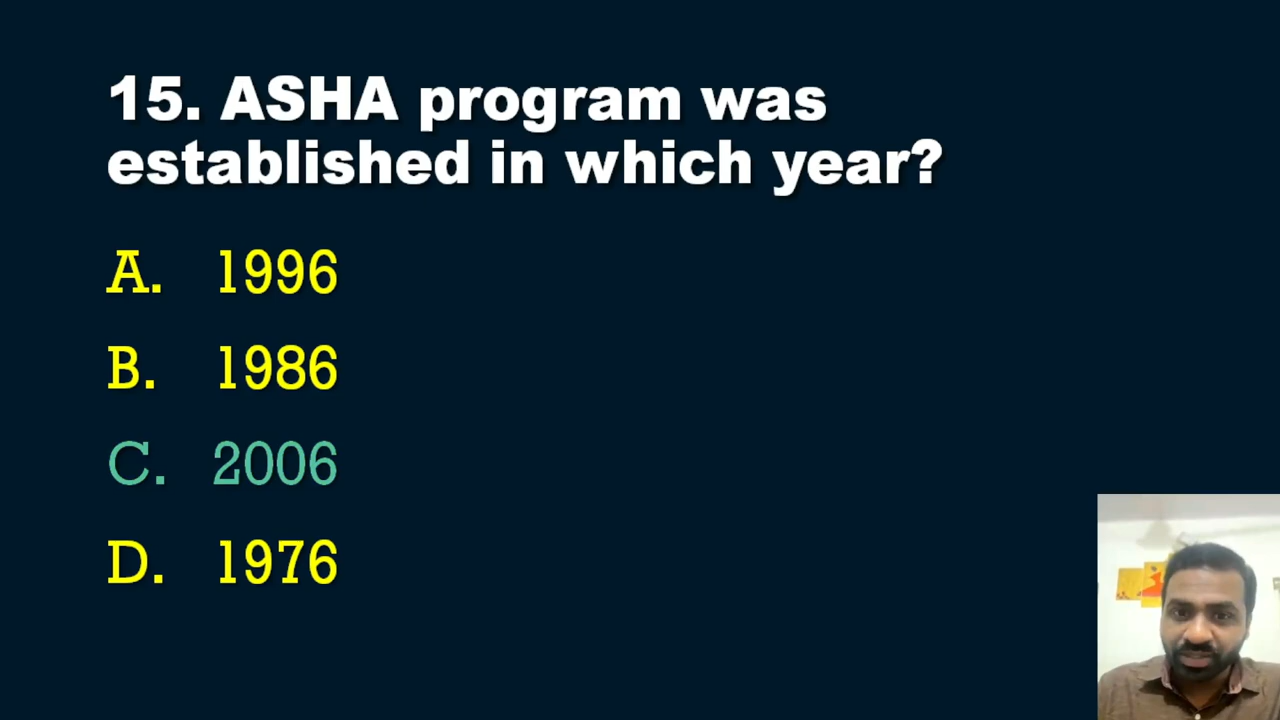 15. ASHA program was
established in which year?
A. 1996
B. 1986
C. 2006
D. 1976